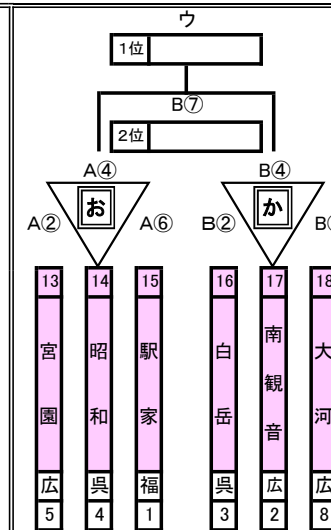 ウ
1位
B⑦
2位
A④ B④
お か
A② A⑥ B②
13 14 15 16 17 18
宮園 昭和 駅家 白岳 南観音 大河
広 呉 福 呉 広 広
5 4 1 3 2 8